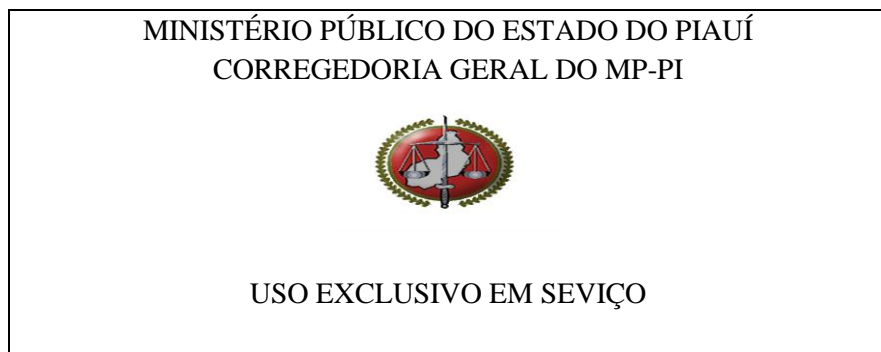 MINISTÉRIO PÚBLICO DO ESTADO DO PIAUÍ
CORREGEDORIA GERAL DO MP-PI
USO EXCLUSIVO EM SEVIÇO